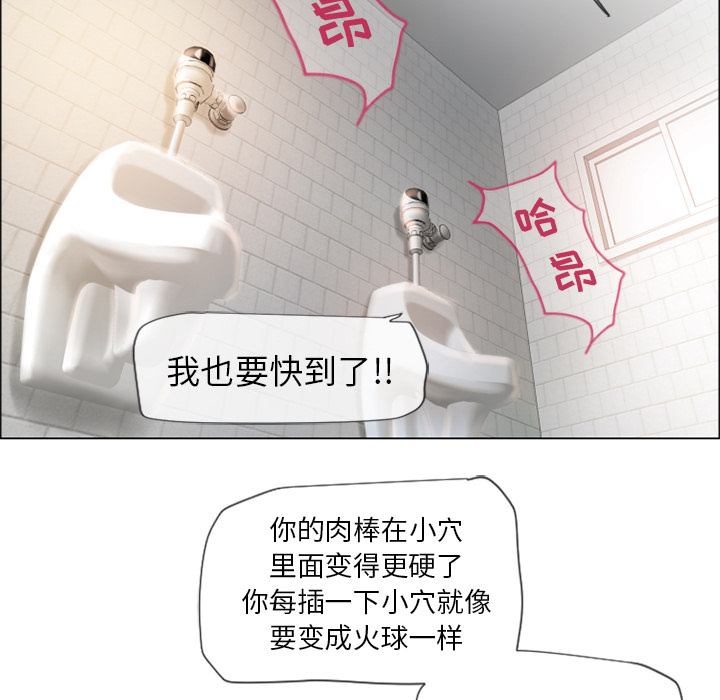 昂
哈
昂
我也要快到了!!
你的肉棒在小穴
里面变得更硬了
你每插一下小穴就像
要变成火球一样